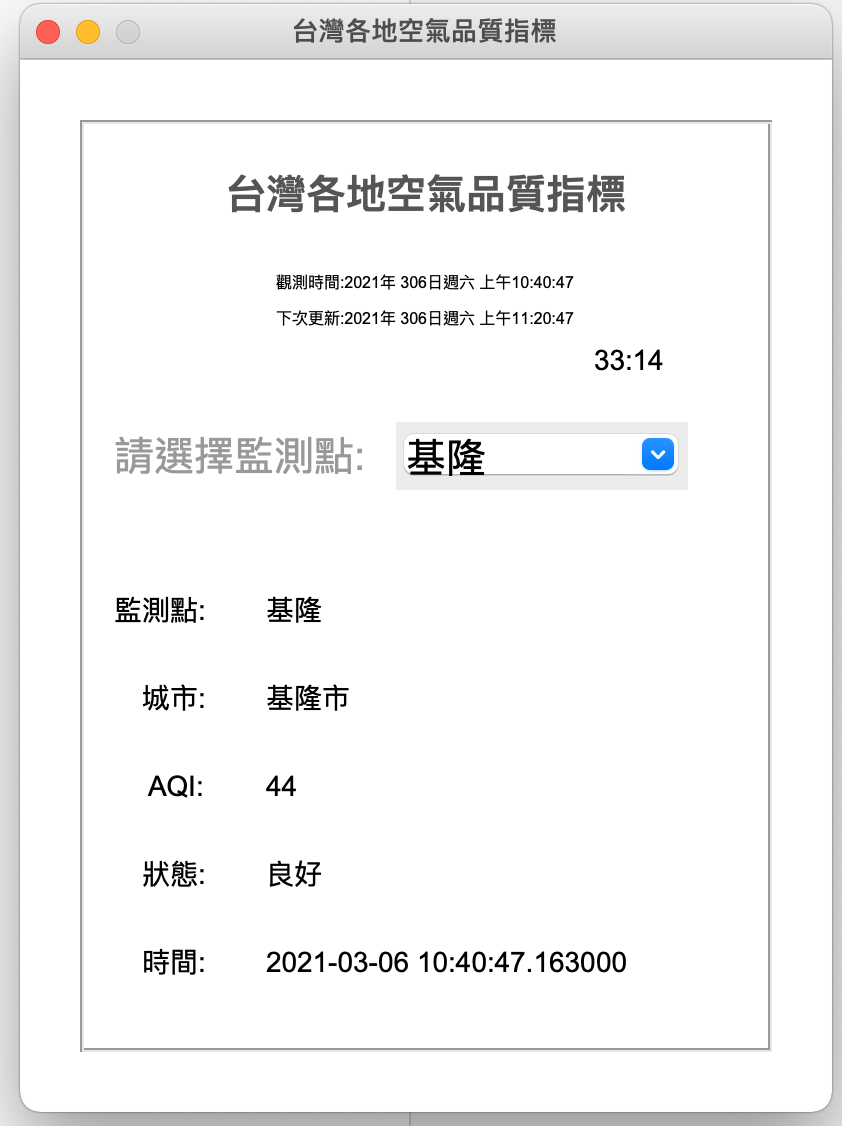 台灣各地空氣品質指標
台灣各地空氣品質指標
觀測時間:2021年 306日週六 上午10:40:47
下次更新:2021年 306日週六 上午11:20:47
33:14
請選擇監測點: 基隆
監測點: 基隆
城市: 基隆市
AQI: 44
狀態: 良好
時間: 2021-03-06 10:40:47.163000